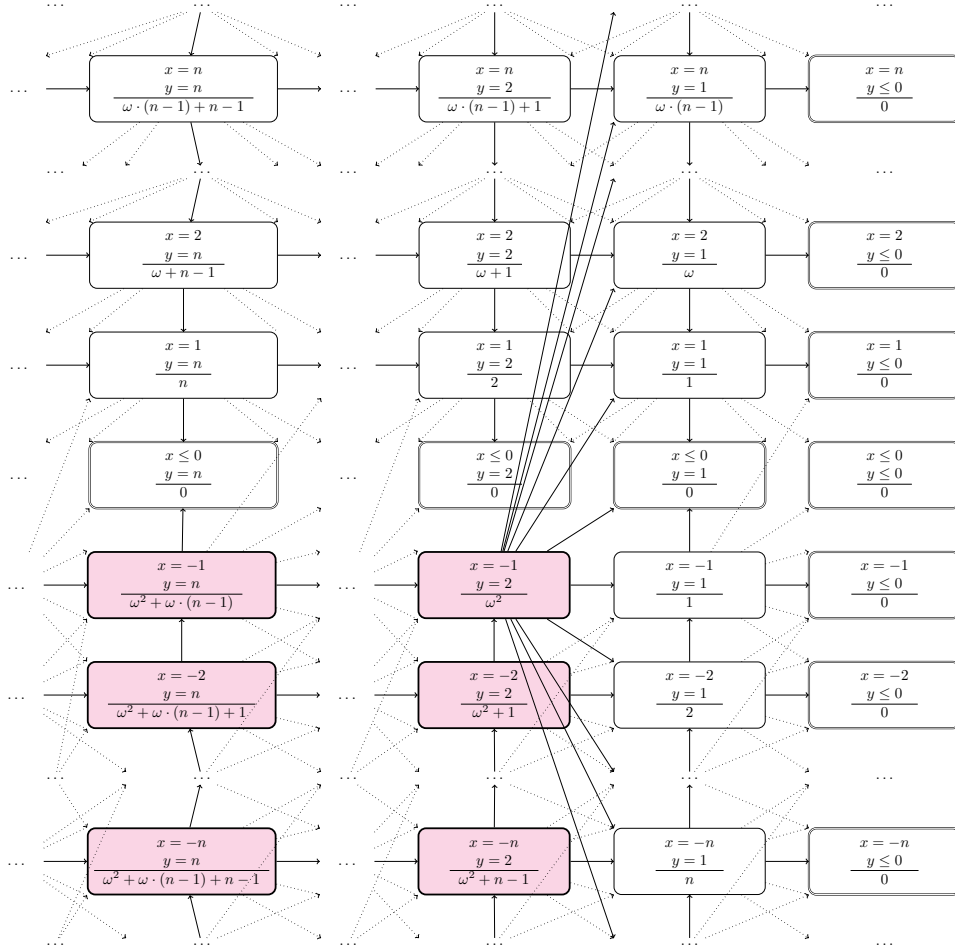 ... ... ... ... ... ...
x = n
y = n
ω · (n − 1) + n − 1
x = n
y = 2
ω · (n − 1) + 1
x = n
y = 1
ω · (n − 1)
x = n
y ≤ 0
0
... ...
... ... ... ...
x = 2
y = n
ω + n − 1
x = 2
y = 2
ω + 1
x = 2
y = 1
ω
x = 2
y ≤ 0
0
... ...
x = 1
y = n
n
x = 1
y = 2
2
x = 1
y = 1
1
x = 1
y ≤ 0
0
... ...
x ≤ 0
y = n
0
x ≤ 0
y = 2
0
x ≤ 0
y = 1
0
x ≤ 0
y ≤ 0
0
... ...
x = −1
y = n
ω² + ω · (n − 1)
x = −1
y = 2
ω²
x = −1
y = 1
1
x = −1
y ≤ 0
0
... ...
x = −2
y = n
ω² + ω · (n − 1) + 1
x = −2
y = 2
ω² + 1
x = −2
y = 1
2
x = −2
y ≤ 0
0
... ...
... ... ... ... ... ...
x = −n
y = n
ω² + ω · (n − 1) + n − 1
x = −n
y = 2
ω² + n − 1
x = −n
y = 1
n
x = −n
y ≤ 0
0
... ...
... ... ... ... ... ...